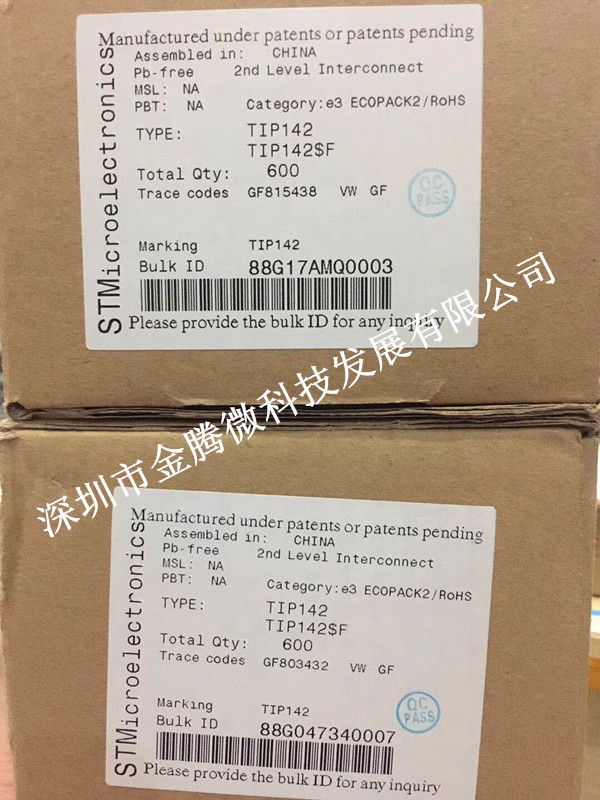 STMicroelectronics
Manufactured under patents or patents pending
Assembled in: CHINA
Pb-free 2nd Level Interconnect
MSL: NA
PBT: NA Category:e3 ECOPACK2/RoHS
TYPE: TIP142
TIP142$F
Total Qty: 600
Trace codes GF815438 VW GF
QC
PASS
Marking TIP142
Bulk ID 88G17AMQ0003
Please provide the bulk ID for any inquiry
深圳市金腾微科技发展有限公司
STMicroelectronics
Manufactured under patents or patents pending
Assembled in: CHINA
Pb-free 2nd Level Interconnect
MSL: NA
PBT: NA Category:e3 ECOPACK2/RoHS
TYPE: TIP142
TIP142$F
Total Qty: 600
Trace codes GF803432 VW GF
QC
PASS
Marking TIP142
Bulk ID 88G047340007
Please provide the bulk ID for any inquiry